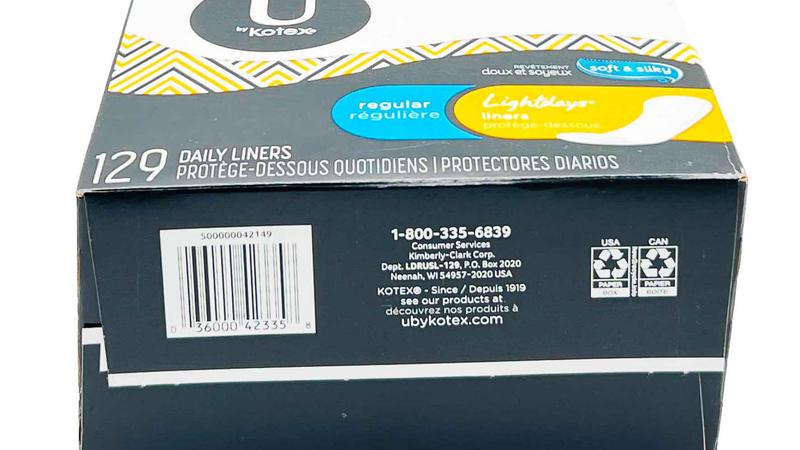 U
by Kotex®
REVÊTEMENT
doux et soyeux
soft & silky
regular
régulière
Lightdays™
liners
protège-dessous
129 DAILY LINERS
PROTÈGE-DESSOUS QUOTIDIENS | PROTECTORES DIARIOS
500000042149
0 36000 42335 8
1-800-335-6839
Consumer Services
Kimberly-Clark Corp.
Dept. LDRUSL-129, P.O. Box 2020
Neenah, WI 54957-2020 USA
KOTEX® - Since / Depuis 1919
see our products at
découvrez nos produits à
ubykotex.com
USA CAN
PAPER PAPIER
BOX BOÎTE